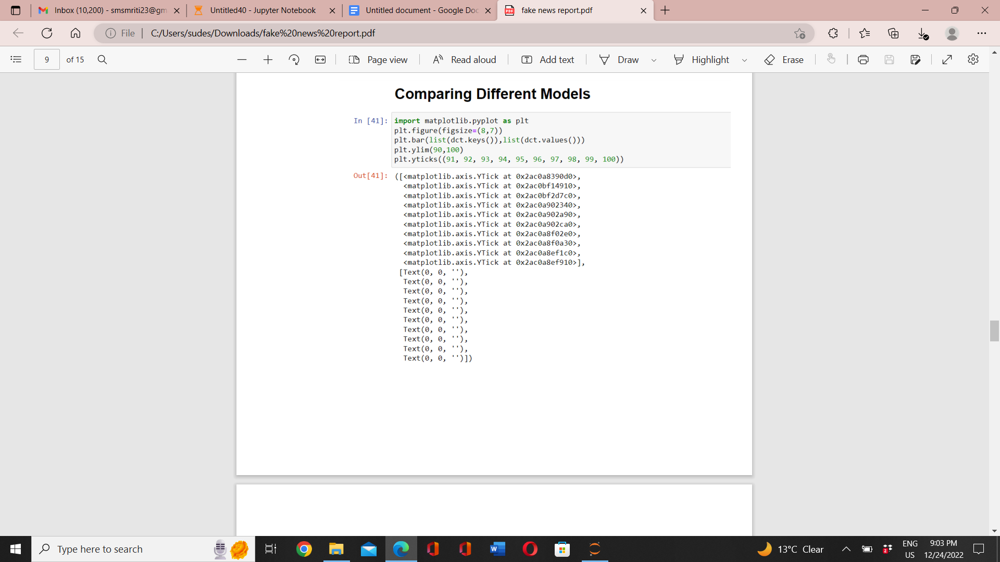 Inbox (10,200) - smsmriti23@gm
Untitled40 - Jupyter Notebook
Untitled document - Google Doc
fake news report.pdf
File
C:/Users/sudes/Downloads/fake%20news%20report.pdf
9 of 15
Page view
Read aloud
Add text
Draw
Highlight
Erase
Comparing Different Models
In [41]: import matplotlib.pyplot as plt
plt.figure(figsize=(8,7))
plt.bar(list(dct.keys()),list(dct.values()))
plt.ylim(90,100)
plt.yticks((91, 92, 93, 94, 95, 96, 97, 98, 99, 100))
Out[41]: ([<matplotlib.axis.YTick at 0x2ac0a8390d0>,
<matplotlib.axis.YTick at 0x2ac0bf14910>,
<matplotlib.axis.YTick at 0x2ac0bf2d7c0>,
<matplotlib.axis.YTick at 0x2ac0a902340>,
<matplotlib.axis.YTick at 0x2ac0a902a90>,
<matplotlib.axis.YTick at 0x2ac0a902ca0>,
<matplotlib.axis.YTick at 0x2ac0a8f02e0>,
<matplotlib.axis.YTick at 0x2ac0a8f0a30>,
<matplotlib.axis.YTick at 0x2ac0a8ef1c0>,
<matplotlib.axis.YTick at 0x2ac0a8ef910>],
[Text(0, 0, ''),
Text(0, 0, ''),
Text(0, 0, ''),
Text(0, 0, ''),
Text(0, 0, ''),
Text(0, 0, ''),
Text(0, 0, ''),
Text(0, 0, ''),
Text(0, 0, ''),
Text(0, 0, '')])
Type here to search
13°C Clear
ENG
US
9:03 PM
12/24/2022